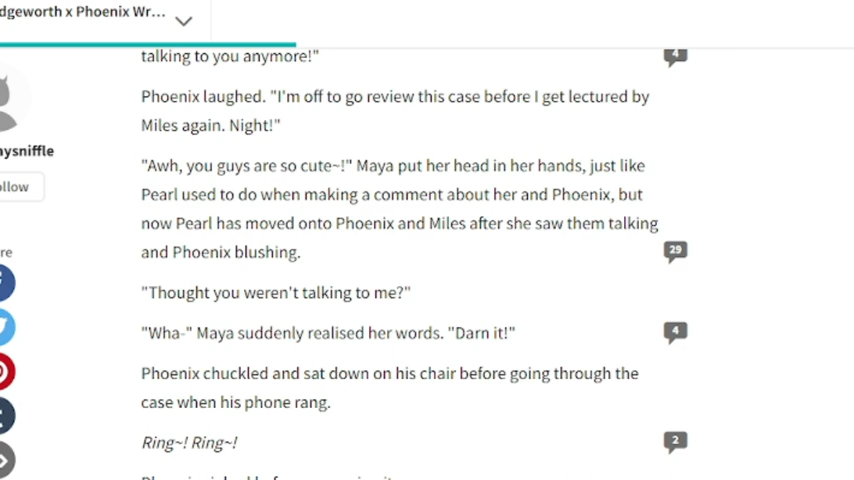 dgeworth x Phoenix Wr...
talking to you anymore!"
4
Phoenix laughed. "I'm off to go review this case before I get lectured by
Miles again. Night!"
aysniffle
ollow
"Awh, you guys are so cute~!" Maya put her head in her hands, just like
Pearl used to do when making a comment about her and Phoenix, but
now Pearl has moved onto Phoenix and Miles after she saw them talking
and Phoenix blushing.
29
re
"Thought you weren't talking to me?"
"Wha-" Maya suddenly realised her words. "Darn it!"
4
Phoenix chuckled and sat down on his chair before going through the
case when his phone rang.
Ring~! Ring~!
2